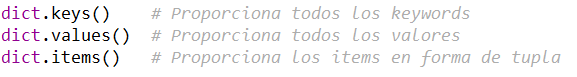 dict.keys()    # Proporciona todos los keywords
dict.values()  # Proporciona todos los valores
dict.items()   # Proporciona los items en forma de tupla